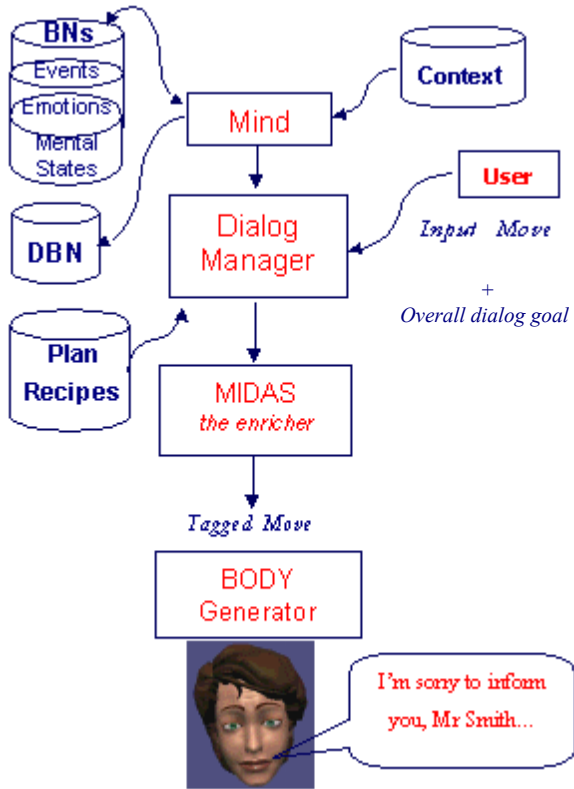 BNs
Events
Emotions
Mental
States
Context
Mind
User
DBN
Dialog
Manager
Input Move
+
Overall dialog goal
Plan
Recipes
MIDAS
the enricher
Tagged Move
BODY
Generator
I'm sorry to inform
you, Mr Smith...